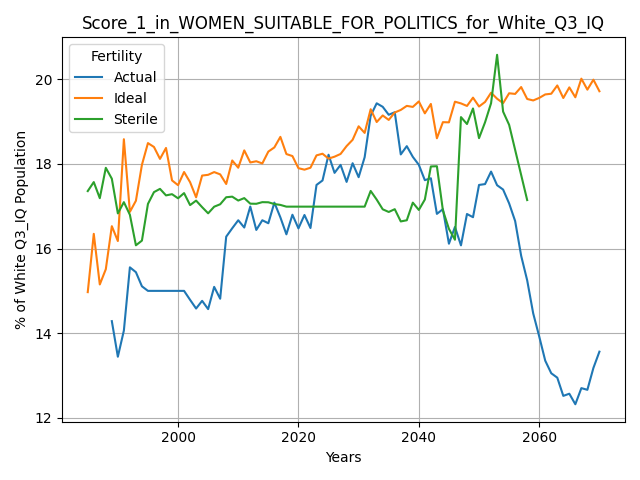 Score_1_in_WOMEN_SUITABLE_FOR_POLITICS_for_White_Q3_IQ
Fertility
Actual
Ideal
Sterile
% of White Q3_IQ Population
20
18
16
14
12
2000
2020
2040
2060
Years